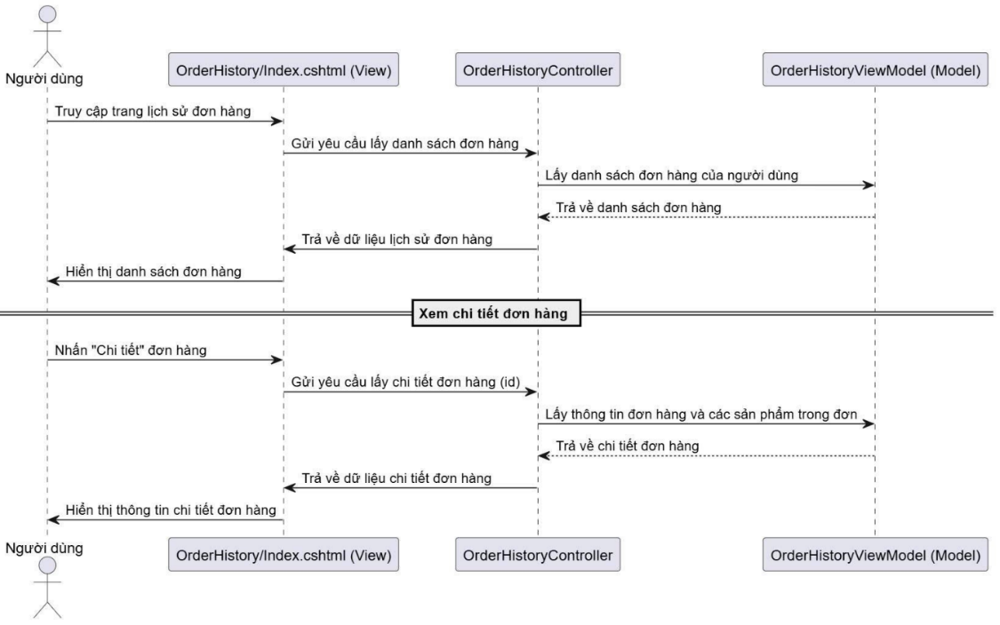 Người dùng
OrderHistory/Index.cshtml (View)
OrderHistoryController
OrderHistoryViewModel (Model)
Truy cập trang lịch sử đơn hàng
Gửi yêu cầu lấy danh sách đơn hàng
Lấy danh sách đơn hàng của người dùng
Trả về danh sách đơn hàng
Trả về dữ liệu lịch sử đơn hàng
Hiển thị danh sách đơn hàng
Xem chi tiết đơn hàng
Nhấn "Chi tiết" đơn hàng
Gửi yêu cầu lấy chi tiết đơn hàng (id)
Lấy thông tin đơn hàng và các sản phẩm trong đơn
Trả về chi tiết đơn hàng
Trả về dữ liệu chi tiết đơn hàng
Hiển thị thông tin chi tiết đơn hàng
Người dùng
OrderHistory/Index.cshtml (View)
OrderHistoryController
OrderHistoryViewModel (Model)